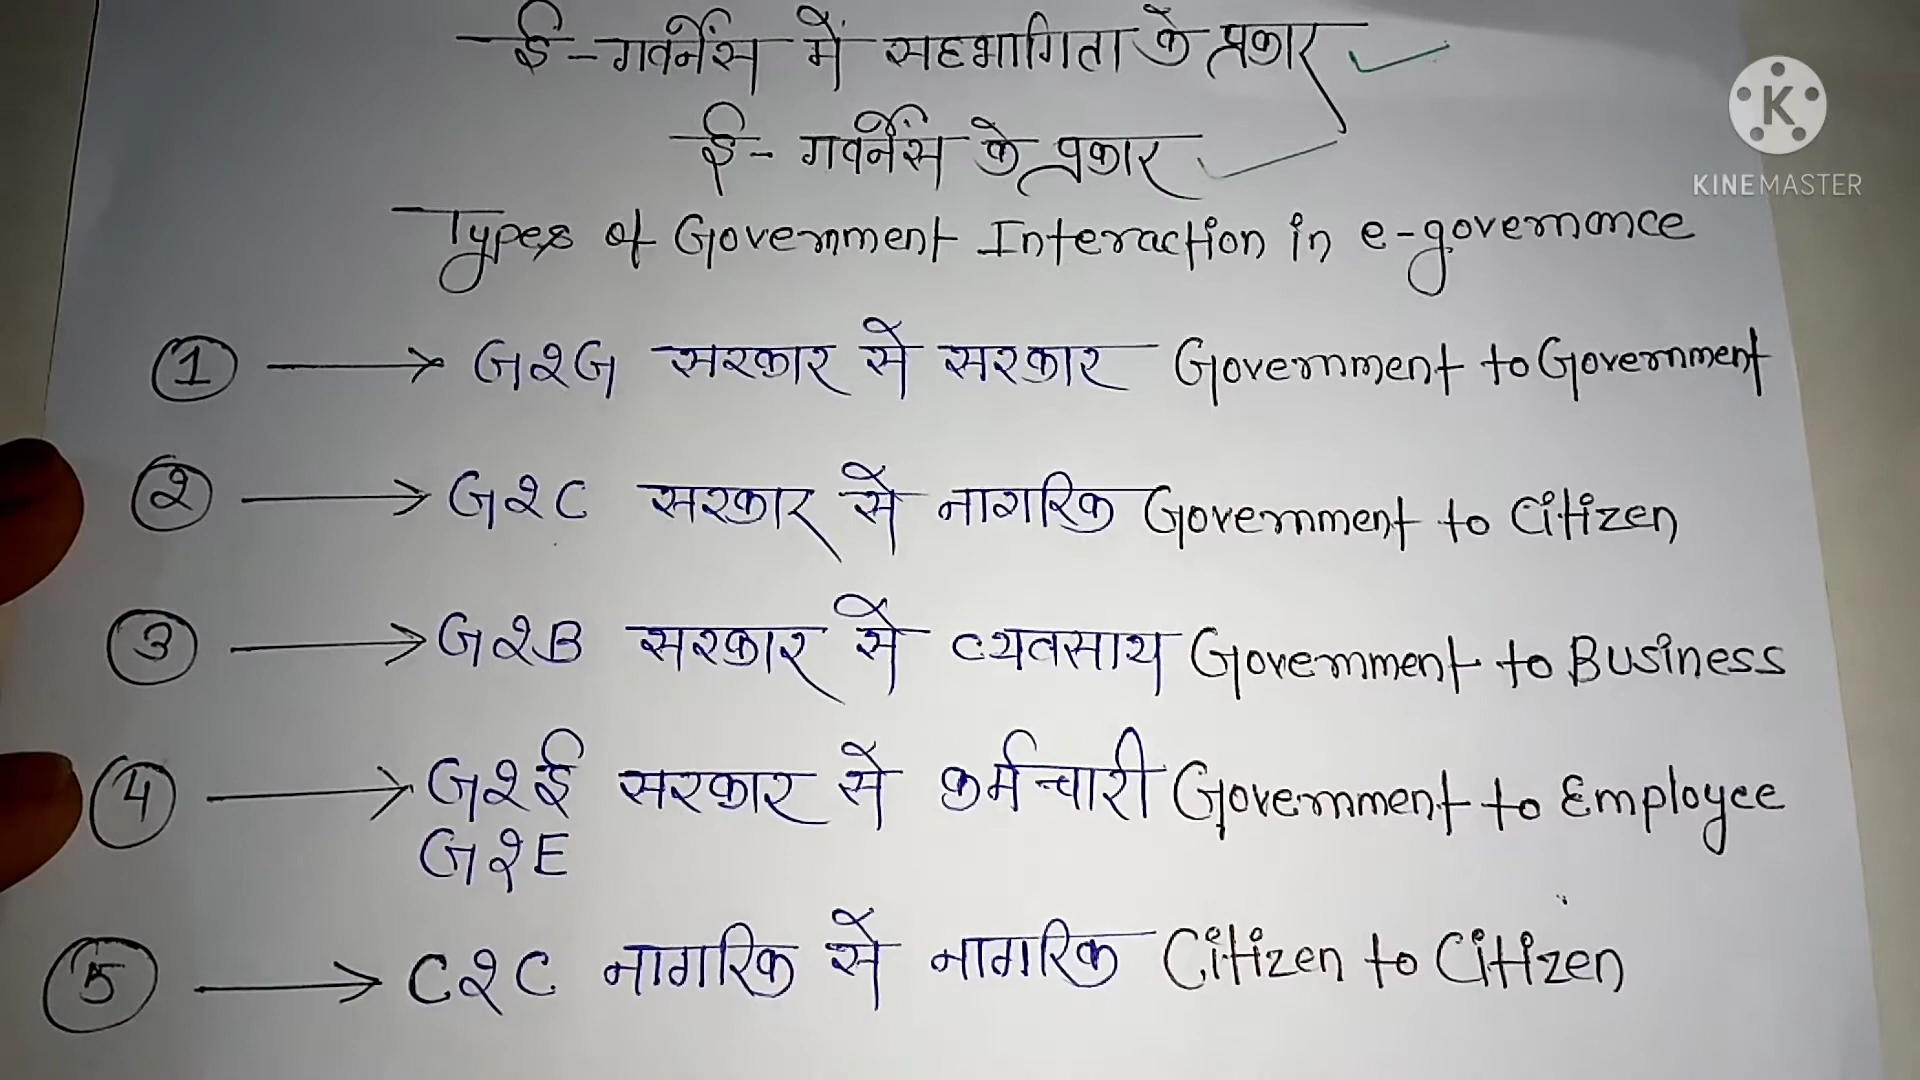 ई-गवर्नेंस में सहभागिता के प्रकार
ई- गवर्नेंस के प्रकार
K
KINEMASTER
Types of Government Interaction in e-governance
1 → G2G सरकार से सरकार Government to Government
2 → G2C सरकार से नागरिक Government to Citizen
3 → G2B सरकार से व्यवसाय Government to Business
4 → G2ई सरकार से कर्मचारी Government to Employee
G2E
5 → C2C नागरिक से नागरिक Citizen to Citizen